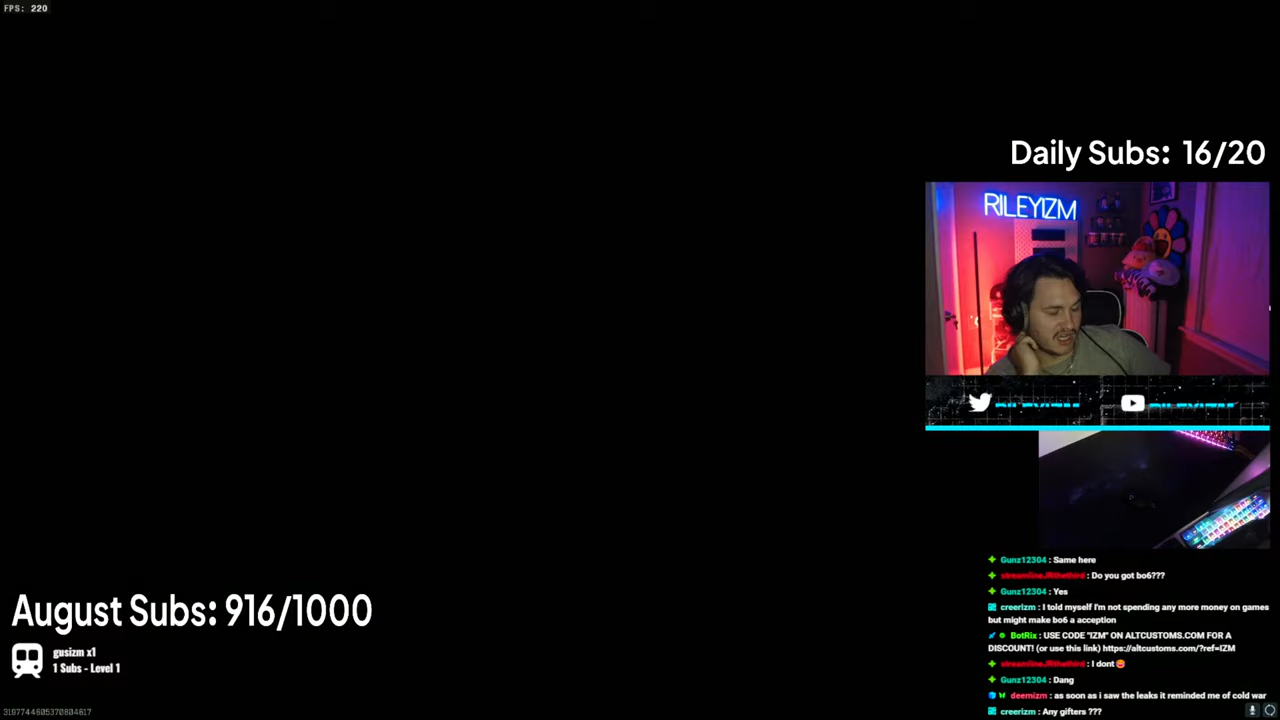 FPS: 220
Daily Subs: 16/20
RILEYIZM
RILEYIZM
RILEYIZM
Gunz12304 : Same here
: Do you got bo6???
Gunz12304 : Yes
creerizm : I told myself I'm not spending any more money on games
but might make bo6 a acception
BotRix : USE CODE "IZM" ON ALTCUSTOMS.COM FOR A
DISCOUNT! (or use this link) https://altcustoms.com/?ref=IZM
: I dont
Gunz12304 : Dang
deemizm : as soon as i saw the leaks it reminded me of cold war
creerizm : Any gifters ???
August Subs: 916/1000
gusizm x1
1 Subs - Level 1